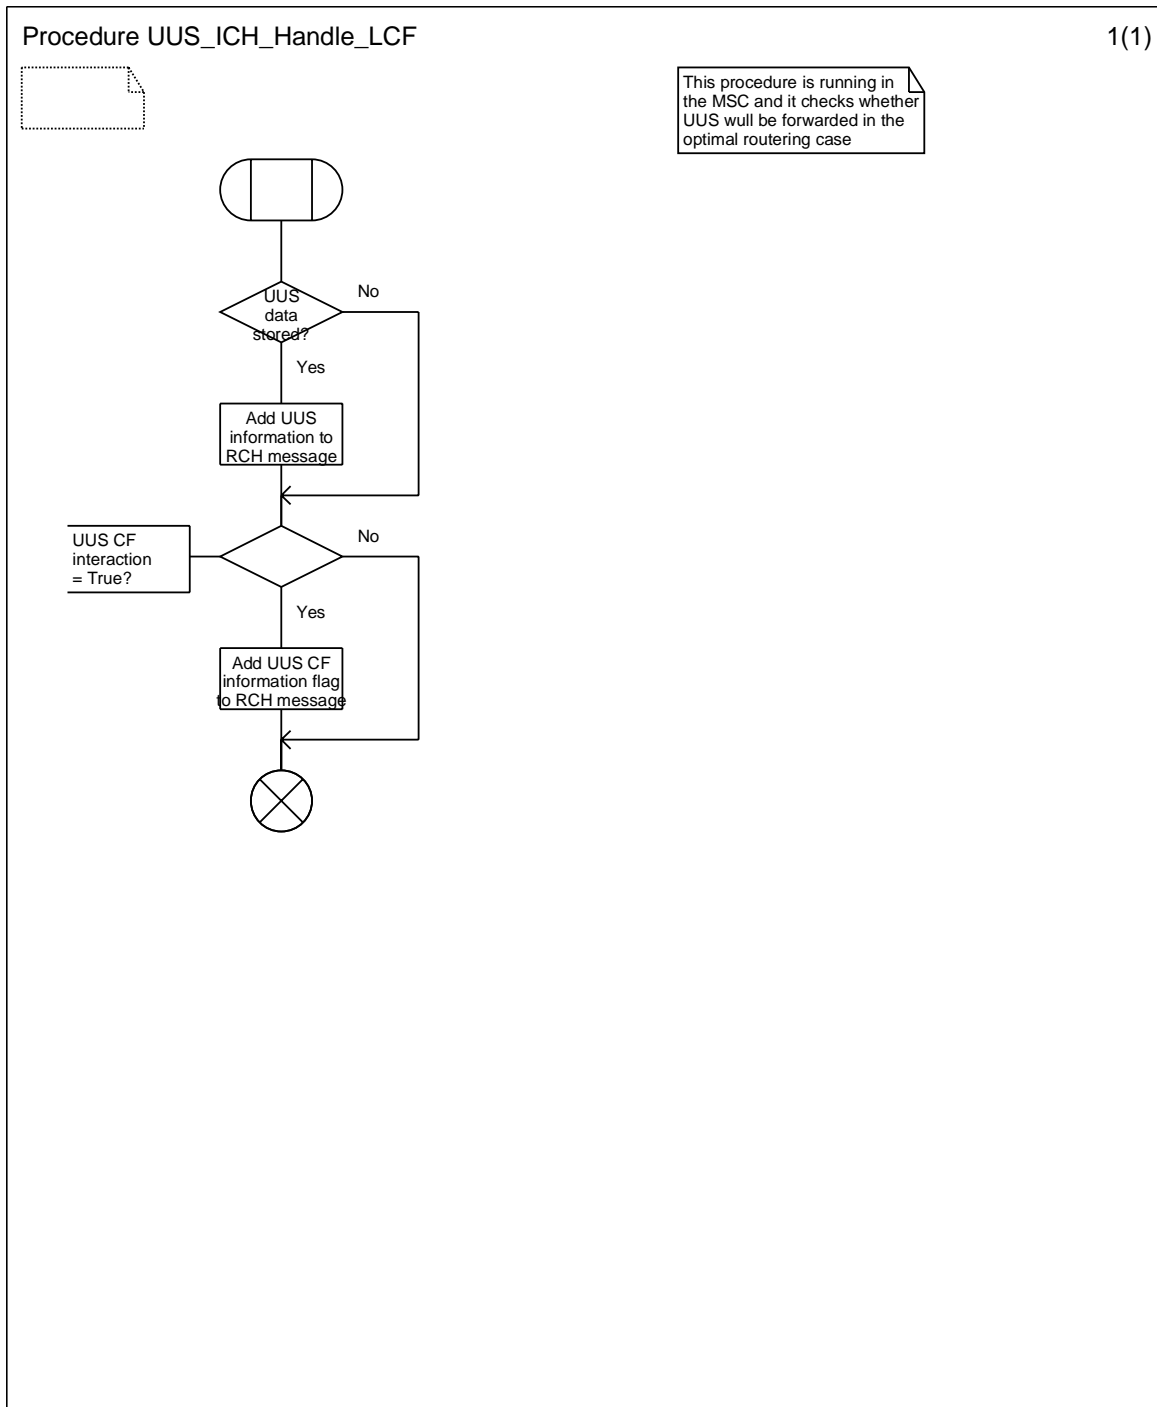 Procedure UUS_ICH_Handle_LCF
1(1)
This procedure is running in
the MSC and it checks whether
UUS wull be forwarded in the
optimal routering case
UUS
data
stored?
No
Yes
Add UUS
information to
RCH message
UUS CF
interaction
= True?
No
Yes
Add UUS CF
information flag
to RCH message